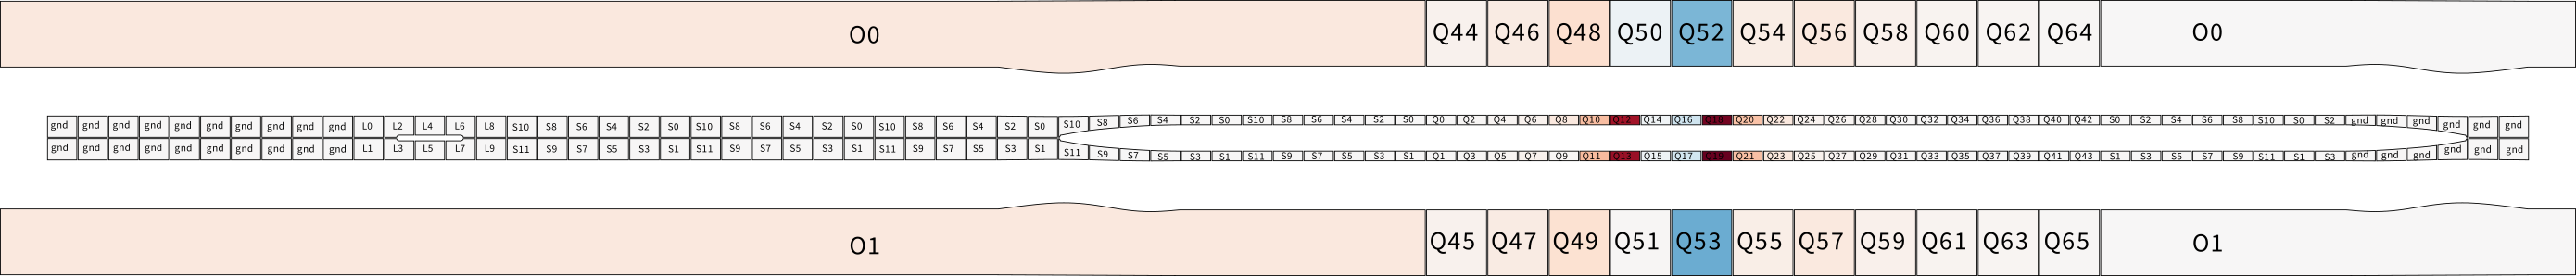 O0 Q44 Q46 Q48 Q50 Q52 Q54 Q56 Q58 Q60 Q62 Q64 O0
gnd gnd gnd gnd gnd gnd gnd gnd gnd gnd L0 L2 L4 L6 L8 S10 S8 S6 S4 S2 S0 S10 S8 S6 S4 S2 S0 S10 S8 S6 S4 S2 S0 S10 S8 S6 S4 S2 S0 S10 S8 S6 S4 S2 S0 Q0 Q2 Q4 Q6 Q8 Q10 Q12 Q14 Q16 Q18 Q20 Q22 Q24 Q26 Q28 Q30 Q32 Q34 Q36 Q38 Q40 Q42 S0 S2 S4 S6 S8 S10 S0 S2 gnd gnd gnd gnd gnd gnd
gnd gnd gnd gnd gnd gnd gnd gnd gnd gnd L1 L3 L5 L7 L9 S11 S9 S7 S5 S3 S1 S11 S9 S7 S5 S3 S1 S11 S9 S7 S5 S3 S1 S11 S9 S7 S5 S3 S1 S11 S9 S7 S5 S3 S1 Q1 Q3 Q5 Q7 Q9 Q11 Q13 Q15 Q17 Q19 Q21 Q23 Q25 Q27 Q29 Q31 Q33 Q35 Q37 Q39 Q41 Q43 S1 S3 S5 S7 S9 S11 S1 S3 gnd gnd gnd gnd gnd gnd
O1 Q45 Q47 Q49 Q51 Q53 Q55 Q57 Q59 Q61 Q63 Q65 O1